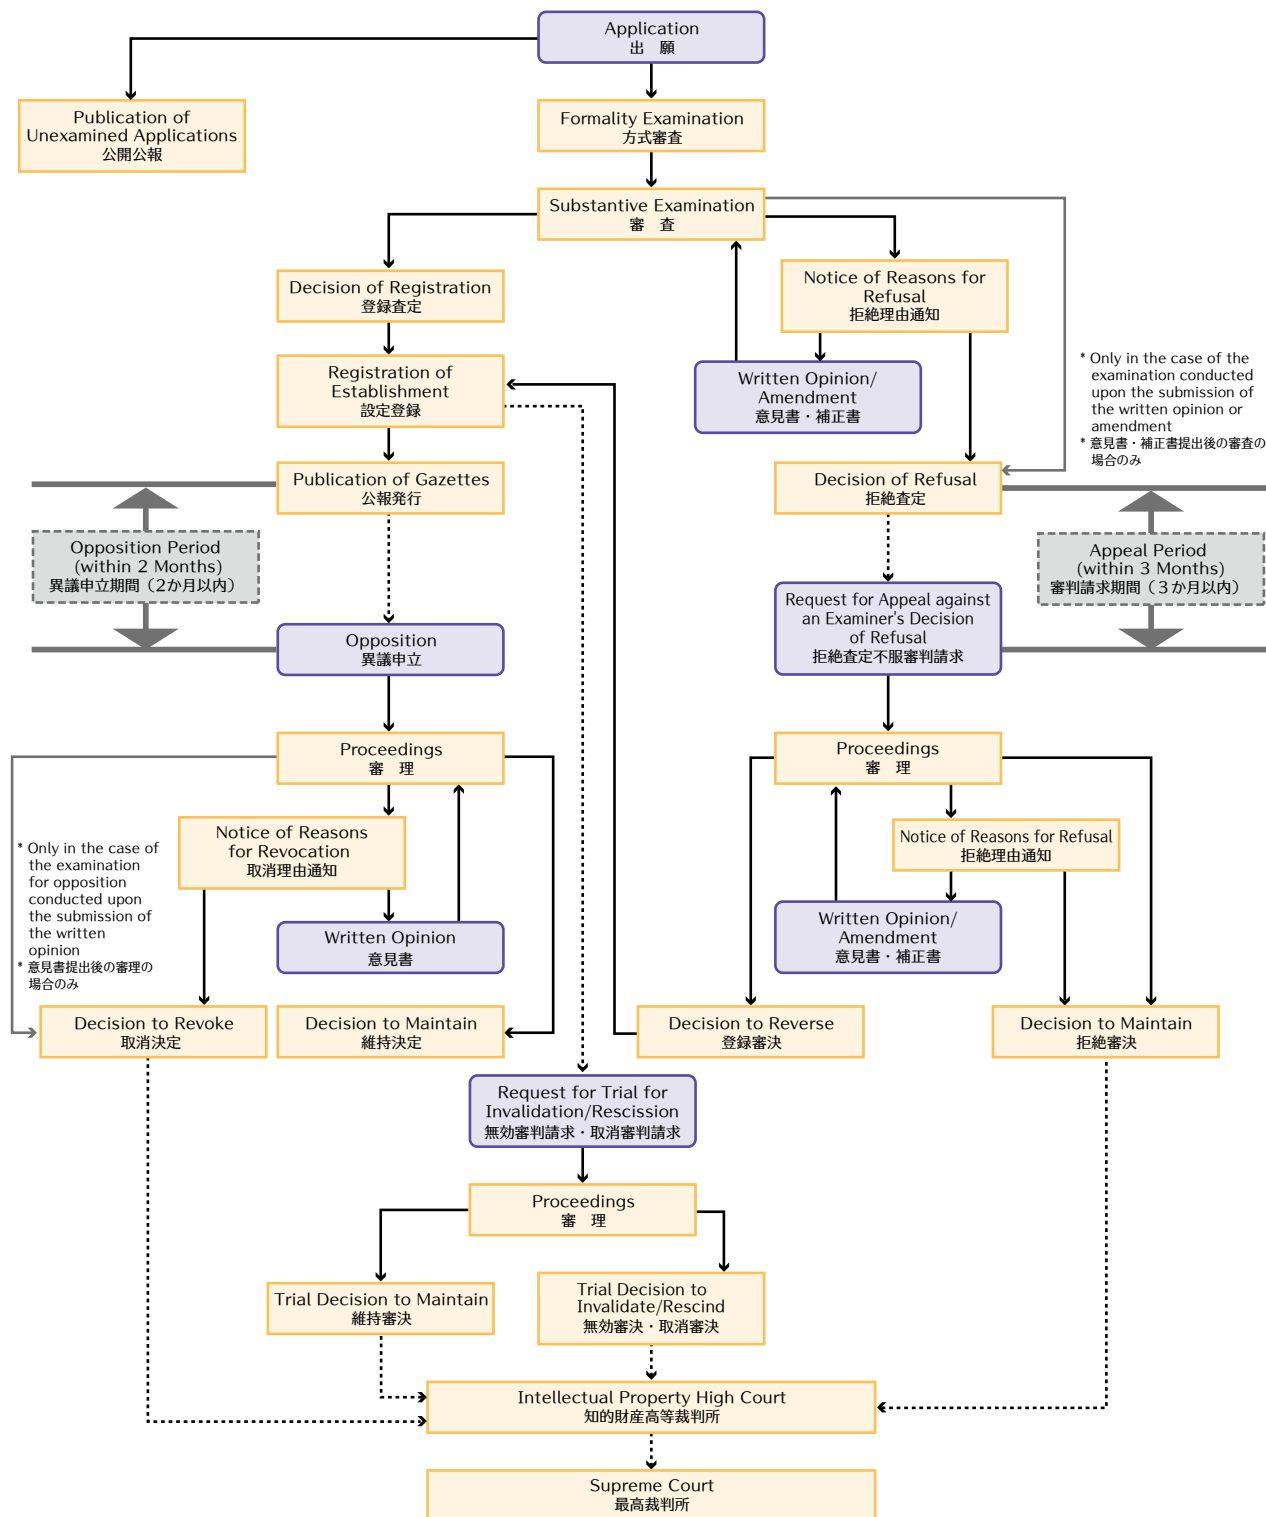 Application
出　願
Publication of
Unexamined Applications
公開公報
Formality Examination
方式審査
Substantive Examination
審　査
Decision of Registration
登録査定
Notice of Reasons for
Refusal
拒絶理由通知
Registration of
Establishment
設定登録
Written Opinion/
Amendment
意見書・補正書
* Only in the case of the
examination conducted
upon the submission of
the written opinion or
amendment
* 意見書・補正書提出後の審査の
場合のみ
Publication of Gazettes
公報発行
Decision of Refusal
拒絶査定
Opposition Period
(within 2 Months)
異議申立期間（2か月以内）
Appeal Period
(within 3 Months)
審判請求期間（３か月以内）
Opposition
異議申立
Request for Appeal against
an Examiner's Decision
of Refusal
拒絶査定不服審判請求
Proceedings
審　理
Proceedings
審　理
Notice of Reasons
for Revocation
取消理由通知
Notice of Reasons for Refusal
拒絶理由通知
* Only in the case of
the examination
for opposition
conducted upon
the submission of
the written
opinion
* 意見書提出後の審理の
場合のみ
Written Opinion
意見書
Written Opinion/
Amendment
意見書・補正書
Decision to Revoke
取消決定
Decision to Maintain
維持決定
Decision to Reverse
登録審決
Decision to Maintain
拒絶審決
Request for Trial for
Invalidation/Rescission
無効審判請求・取消審判請求
Proceedings
審　理
Trial Decision to Maintain
維持審決
Trial Decision to
Invalidate/Rescind
無効審決・取消審決
Intellectual Property High Court
知的財産高等裁判所
Supreme Court
最高裁判所